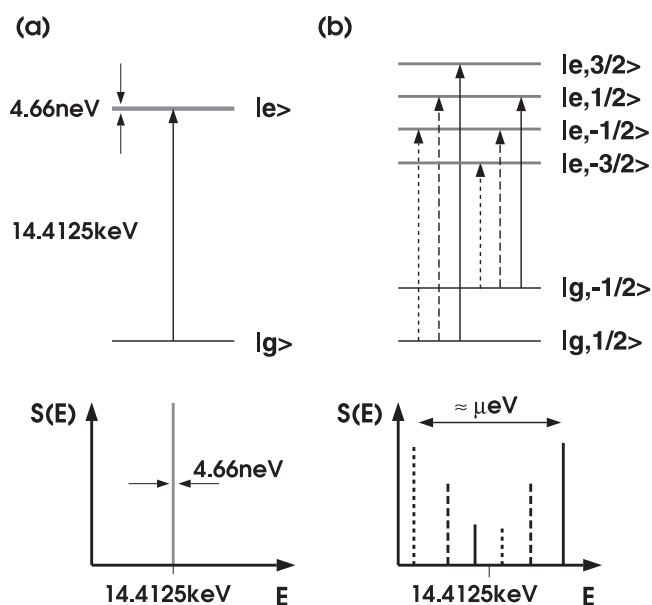 (a)
4.66neV
|e>
14.4125keV
|g>
S(E)
4.66neV
14.4125keV
E
(b)
|e,3/2>
|e,1/2>
|e,-1/2>
|e,-3/2>
|g,-1/2>
|g,1/2>
S(E)
≈ µeV
14.4125keV
E